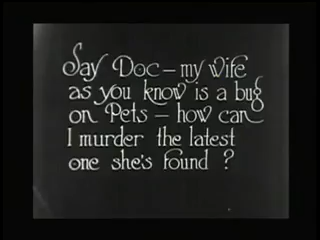 Say Doc – my wife
as you know is a bug
on Pets – how can
I murder the latest
one she's found ?